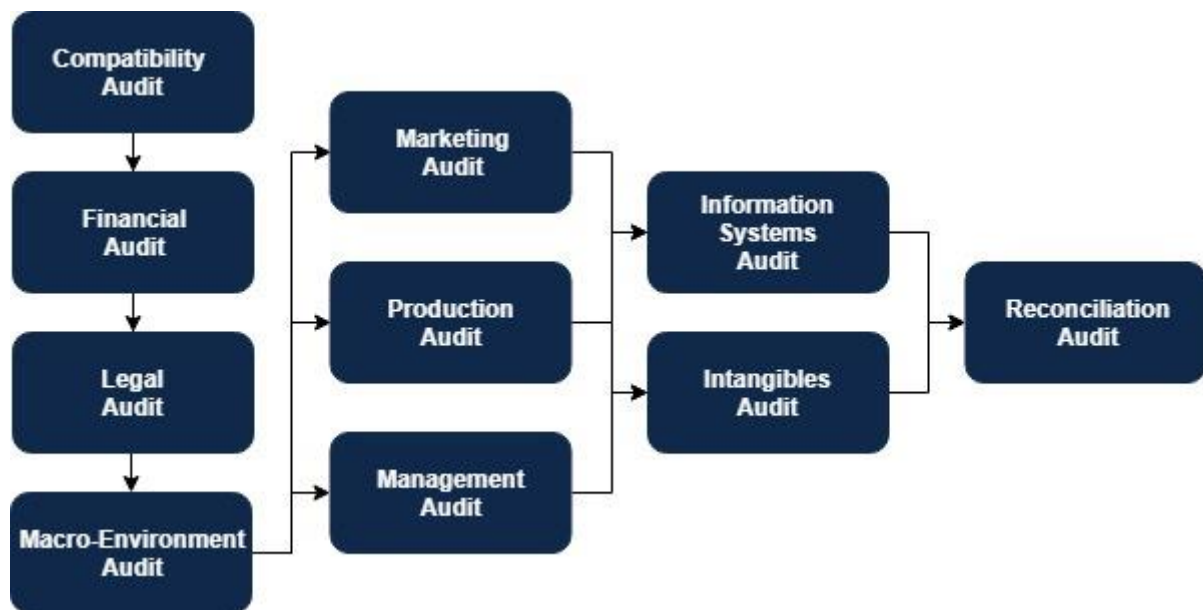 Compatibility
Audit
Financial
Audit
Legal
Audit
Macro-Environment
Audit
Marketing
Audit
Production
Audit
Management
Audit
Information
Systems
Audit
Intangibles
Audit
Reconciliation
Audit